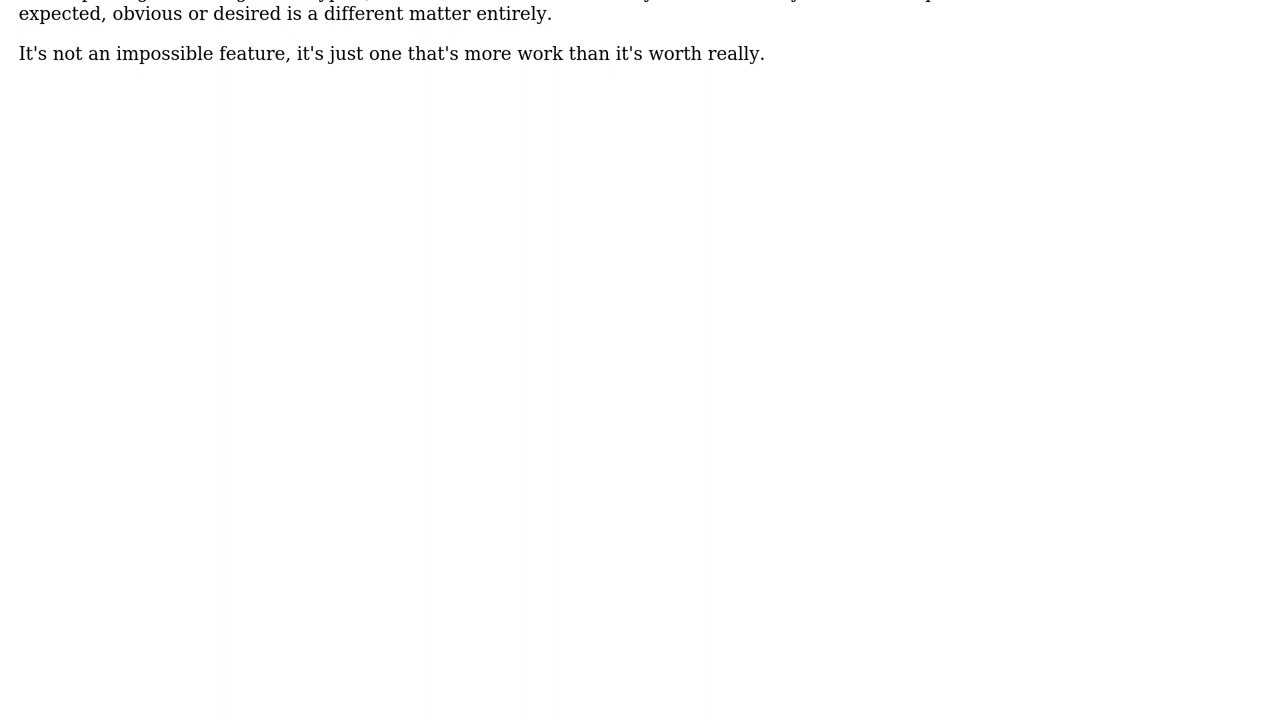 expected, obvious or desired is a different matter entirely.
It's not an impossible feature, it's just one that's more work than it's worth really.